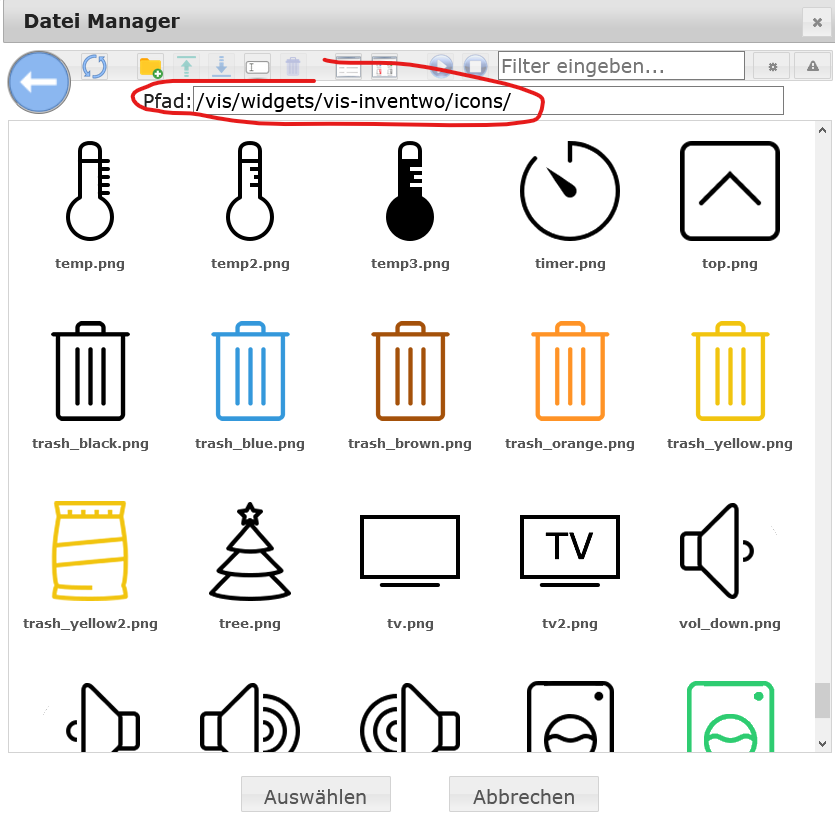 Datei Manager
Filter eingeben...
Pfad: /vis/widgets/vis-inventwo/icons/
temp.png temp2.png temp3.png timer.png top.png
trash_black.png trash_blue.png trash_brown.png trash_orange.png trash_yellow.png
TV
trash_yellow2.png tree.png tv.png tv2.png vol_down.png
Auswählen Abbrechen